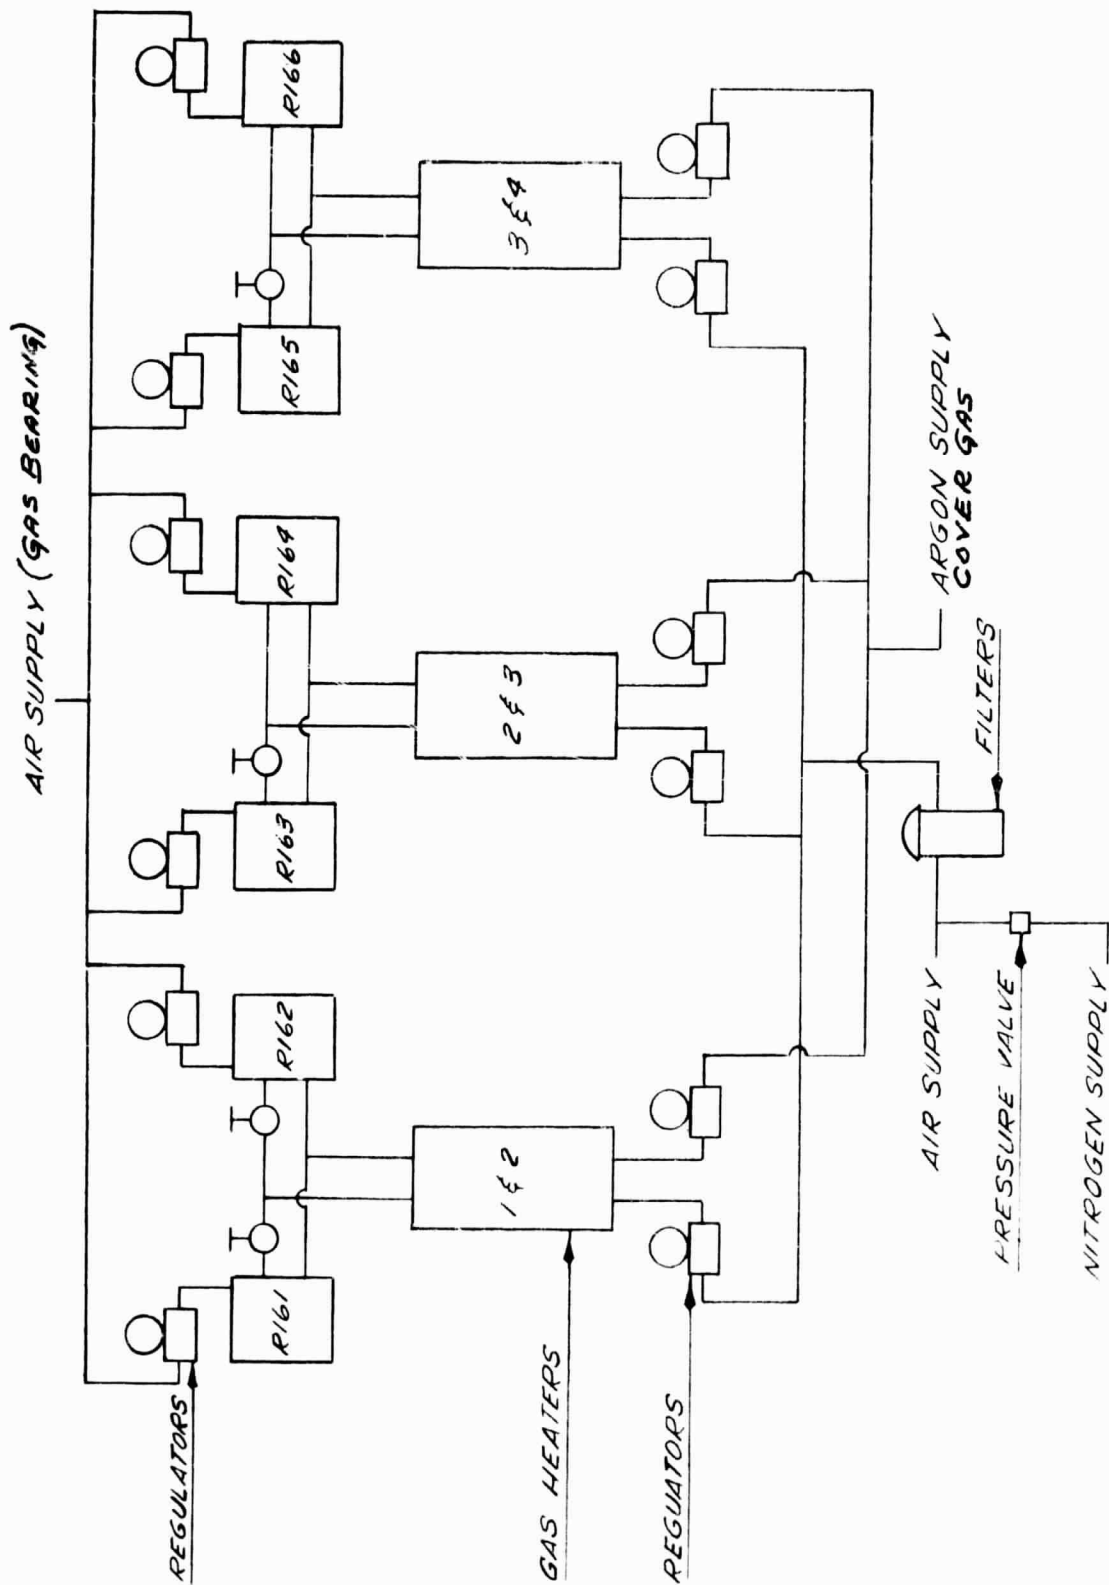 AIR SUPPLY (GAS BEARING)
REGULATORS
R161
R162
R163
R164
R165
R166
GAS HEATERS
1 & 2
2 & 3
3 & 4
REGUATORS
AIR SUPPLY
ARGON SUPPLY
COVER GAS
FILTERS
PRESSURE VALVE
NITROGEN SUPPLY